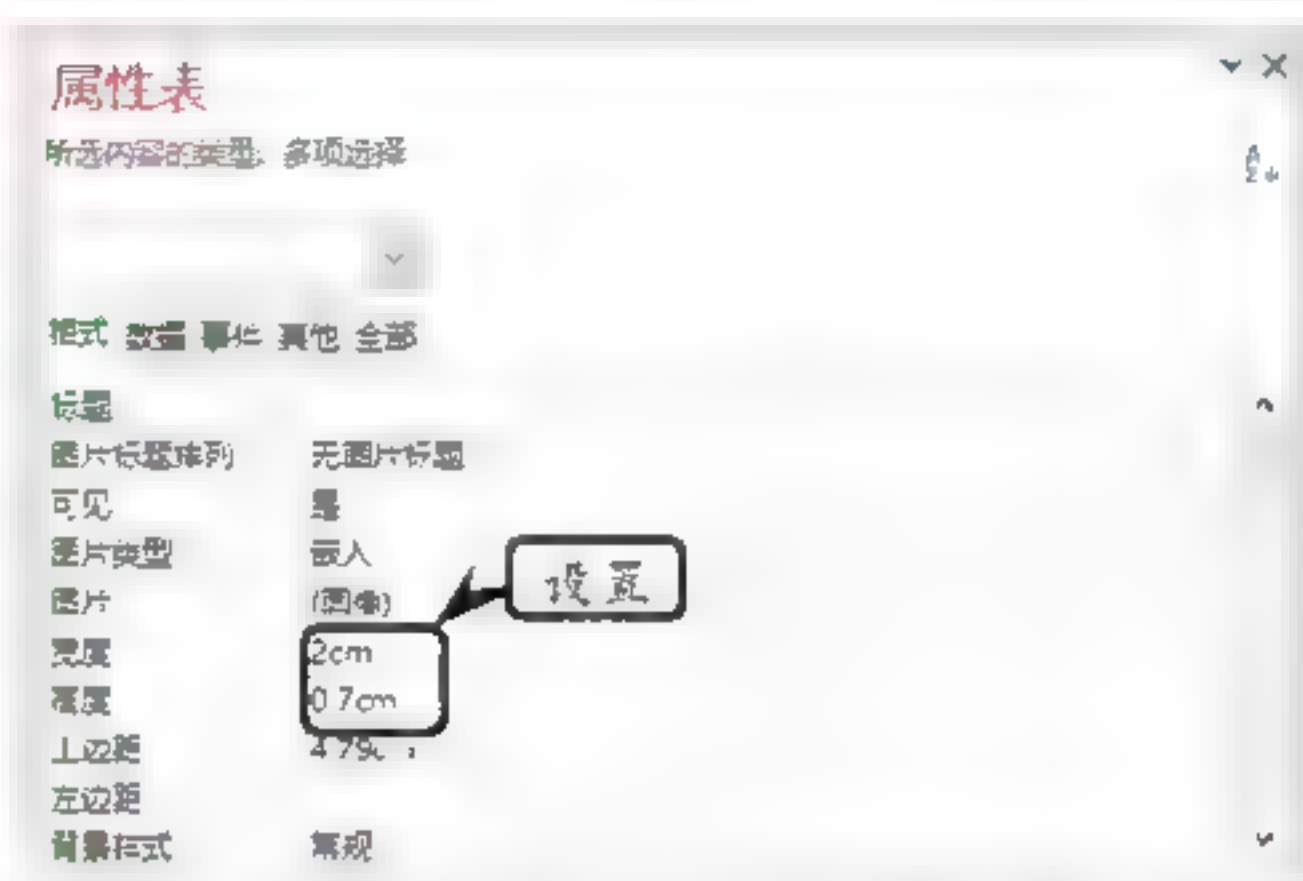 属性表
所选内容的类型: 多项选择
格式 数据 事件 其他 全部
标题
图片标题排列 无图片标题
可见 是
图片类型 嵌入
图片 (图像)
设置
宽度 2cm
高度 0.7cm
上边距
左边距
背景样式 常规